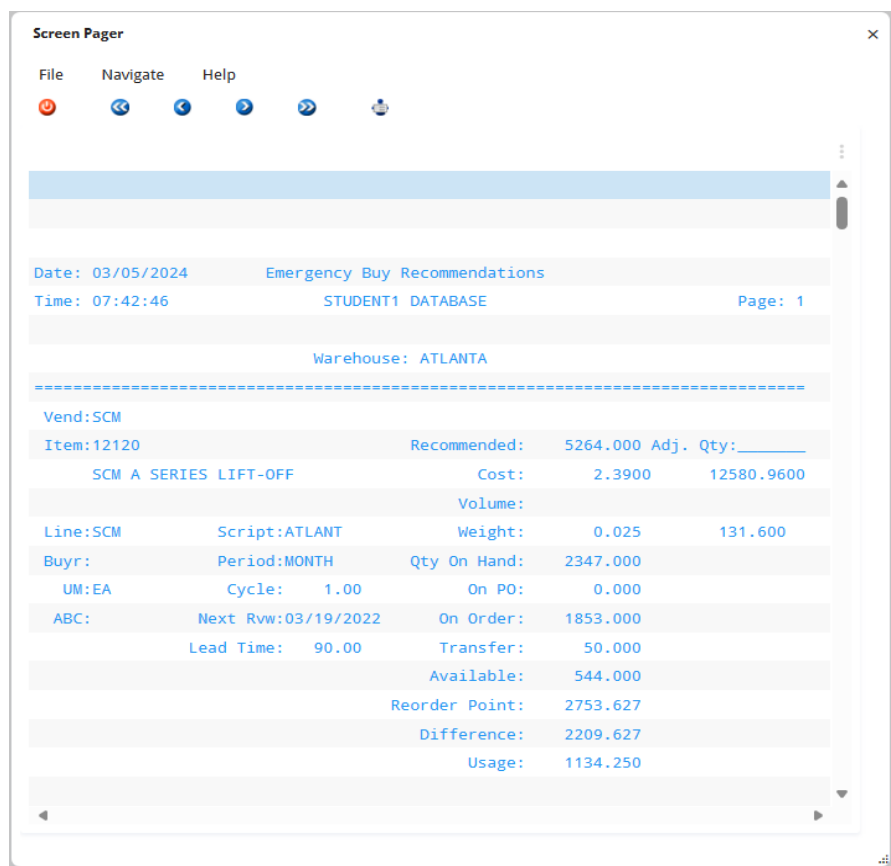 Screen Pager
File Navigate Help
Date: 03/05/2024 Emergency Buy Recommendations
Time: 07:42:46 STUDENT1 DATABASE Page: 1
Warehouse: ATLANTA
================================================================================
Vend:SCM
Item:12120 Recommended: 5264.000 Adj. Qty:_______
SCM A SERIES LIFT-OFF Cost: 2.3900 12580.9600
Volume:
Line:SCM Script:ATLANT Weight: 0.025 131.600
Buyr: Period:MONTH Qty On Hand: 2347.000
UM:EA Cycle: 1.00 On PO: 0.000
ABC: Next Rvw:03/19/2022 On Order: 1853.000
Lead Time: 90.00 Transfer: 50.000
Available: 544.000
Reorder Point: 2753.627
Difference: 2209.627
Usage: 1134.250